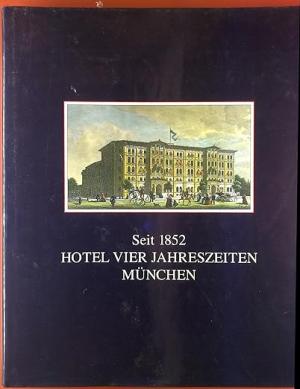 Seit 1852
HOTEL VIER JAHRESZEITEN
MÜNCHEN